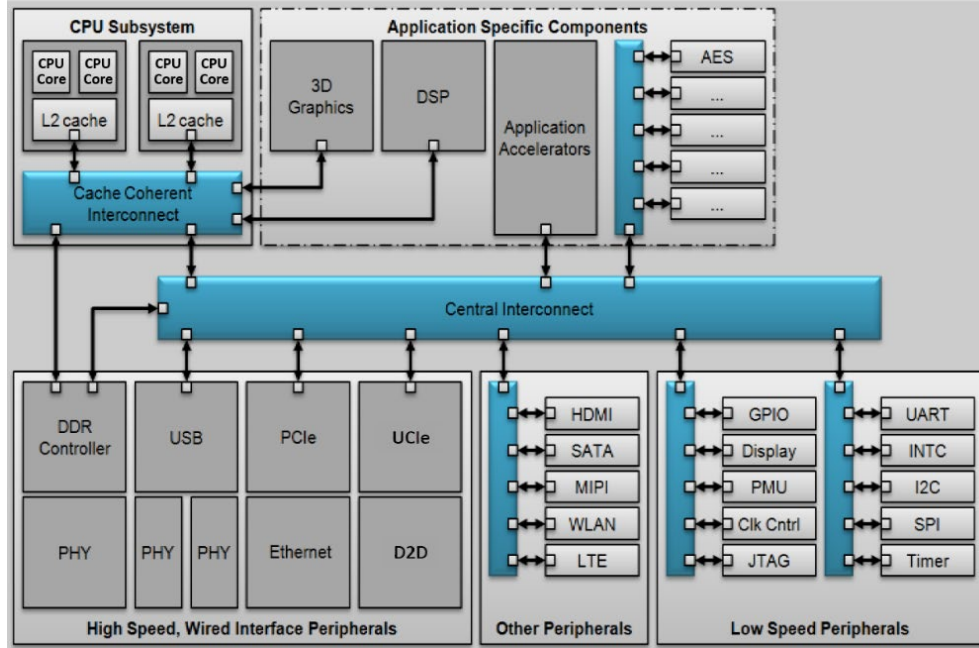 CPU Subsystem
CPU
Core
CPU
Core
L2 cache
CPU
Core
CPU
Core
L2 cache
Cache Coherent
Interconnect
Application Specific Components
3D
Graphics
DSP
Application
Accelerators
AES
...
...
...
...
Central Interconnect
DDR
Controller
USB
PCIe
UCIe
PHY
PHY
PHY
Ethernet
D2D
High Speed, Wired Interface Peripherals
HDMI
SATA
MIPI
WLAN
LTE
Other Peripherals
GPIO
Display
PMU
Clk Cntrl
JTAG
UART
INTC
I2C
SPI
Timer
Low Speed Peripherals